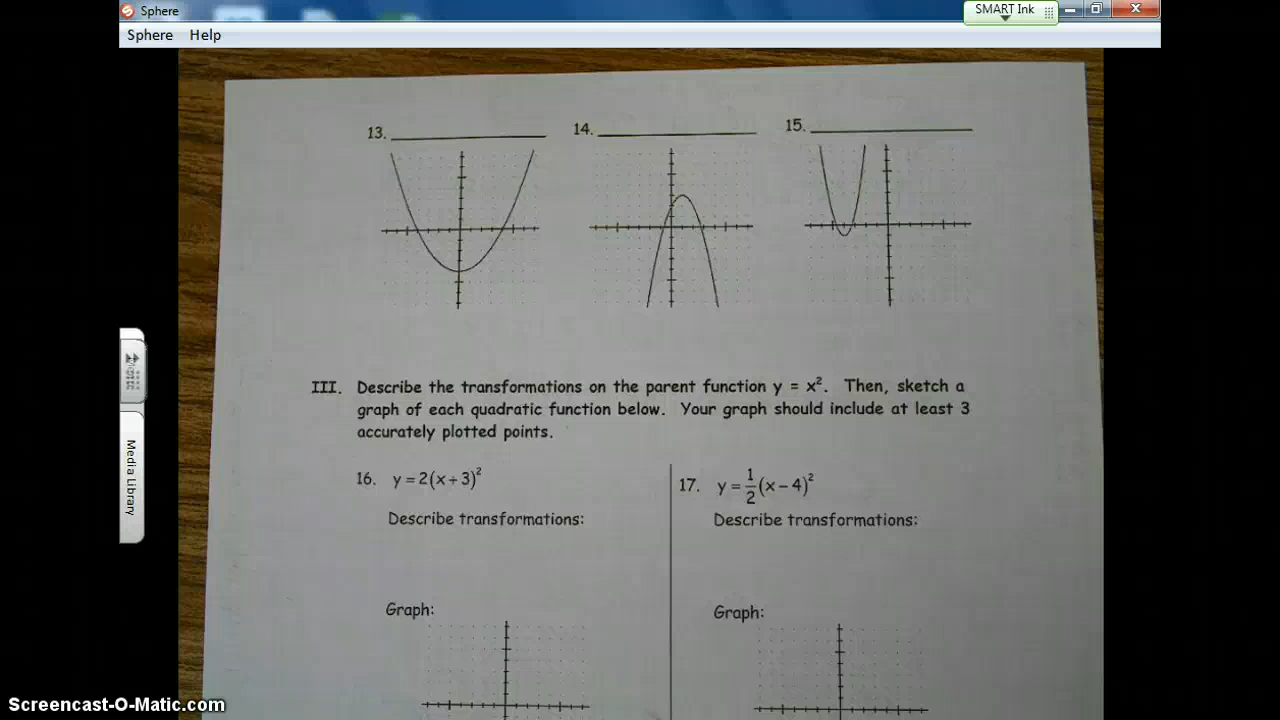 Sphere
SMART Ink
Sphere Help
13. 14. 15.
III. Describe the transformations on the parent function y = x². Then, sketch a
graph of each quadratic function below. Your graph should include at least 3
accurately plotted points.
16. y = 2(x + 3)²
17. y = 1/2 (x - 4)²
Describe transformations:
Describe transformations:
Graph:
Graph:
Media Library
Screencast-O-Matic.com